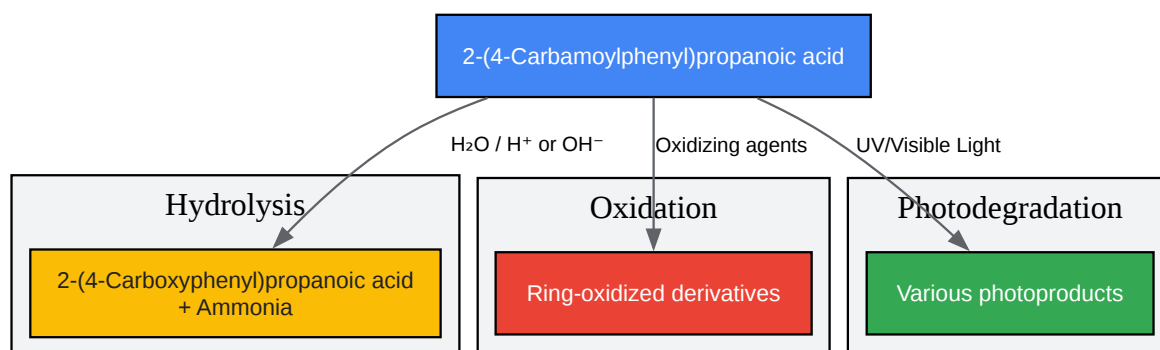 2-(4-Carbamoylphenyl)propanoic acid
H₂O / H⁺ or OH⁻
Oxidizing agents
UV/Visible Light
Hydrolysis
Oxidation
Photodegradation
2-(4-Carboxyphenyl)propanoic acid
+ Ammonia
Ring-oxidized derivatives
Various photoproducts